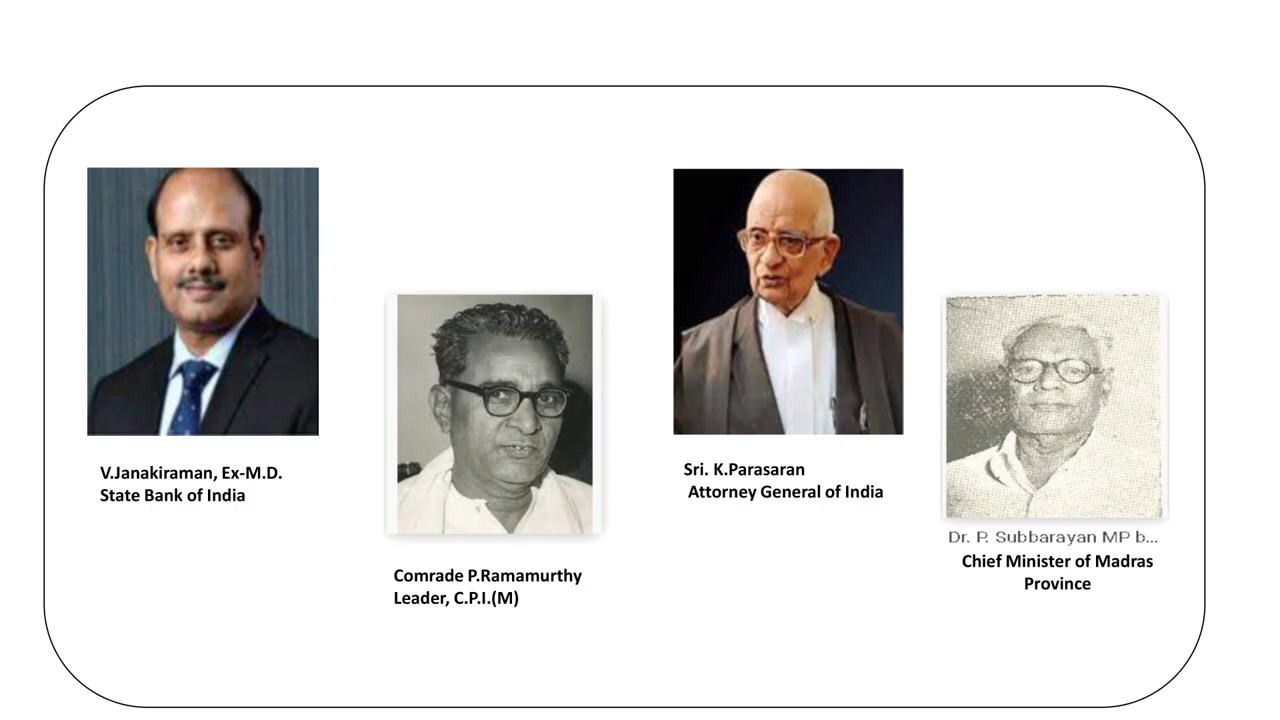 V.Janakiraman, Ex-M.D.
State Bank of India
Comrade P.Ramamurthy
Leader, C.P.I.(M)
Sri. K.Parasaran
Attorney General of India
Dr. P. Subbarayan MP b...
Chief Minister of Madras
Province